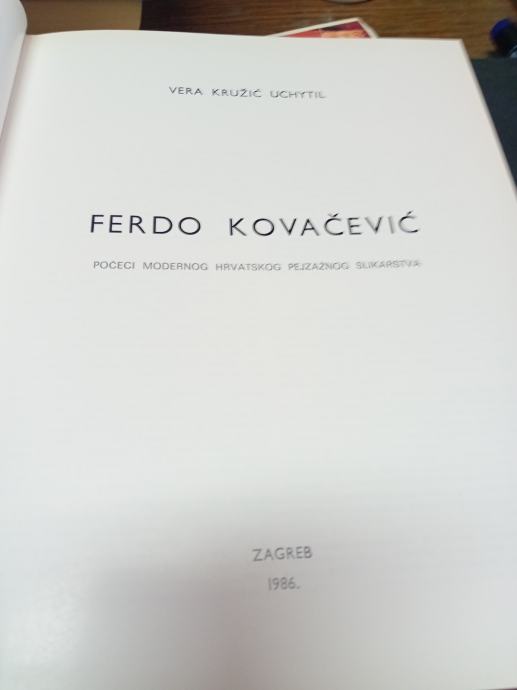 VERA KRUŽIĆ UCHYTIL
FERDO KOVAČEVIĆ
POČECI MODERNOG HRVATSKOG PEJZAŽNOG SLIKARSTVA
ZAGREB
1986.